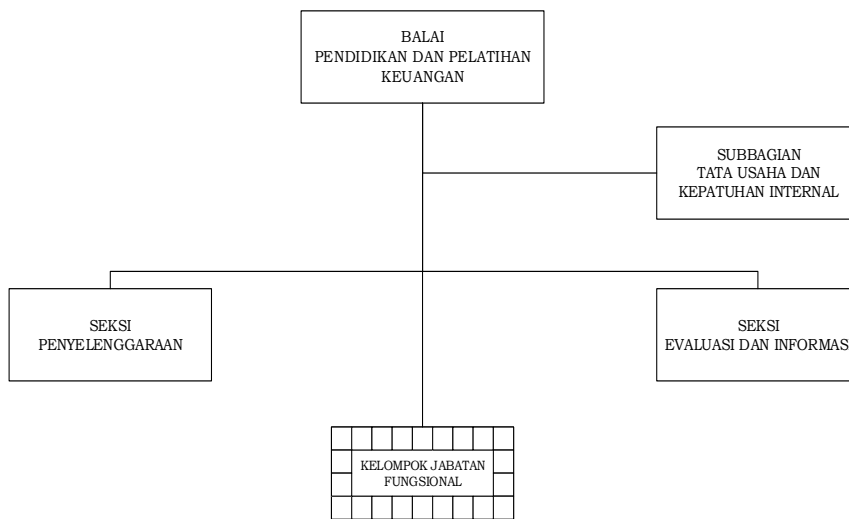 BALAI
PENDIDIKAN DAN PELATIHAN
KEUANGAN
SUBBAGIAN
TATA USAHA DAN
KEPATUHAN INTERNAL
SEKSI
PENYELENGGARAAN
SEKSI
EVALUASI DAN INFORMASI
KELOMPOK JABATAN
FUNGSIONAL